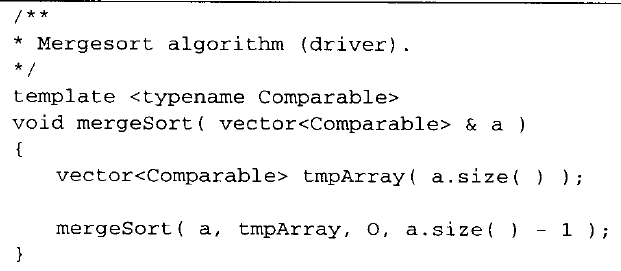 /**
* Mergesort algorithm (driver).
*/
template <typename Comparable>
void mergeSort( vector<Comparable> & a )
{
vector<Comparable> tmpArray( a.size( ) );
mergeSort( a, tmpArray, 0, a.size( ) - 1 );
}